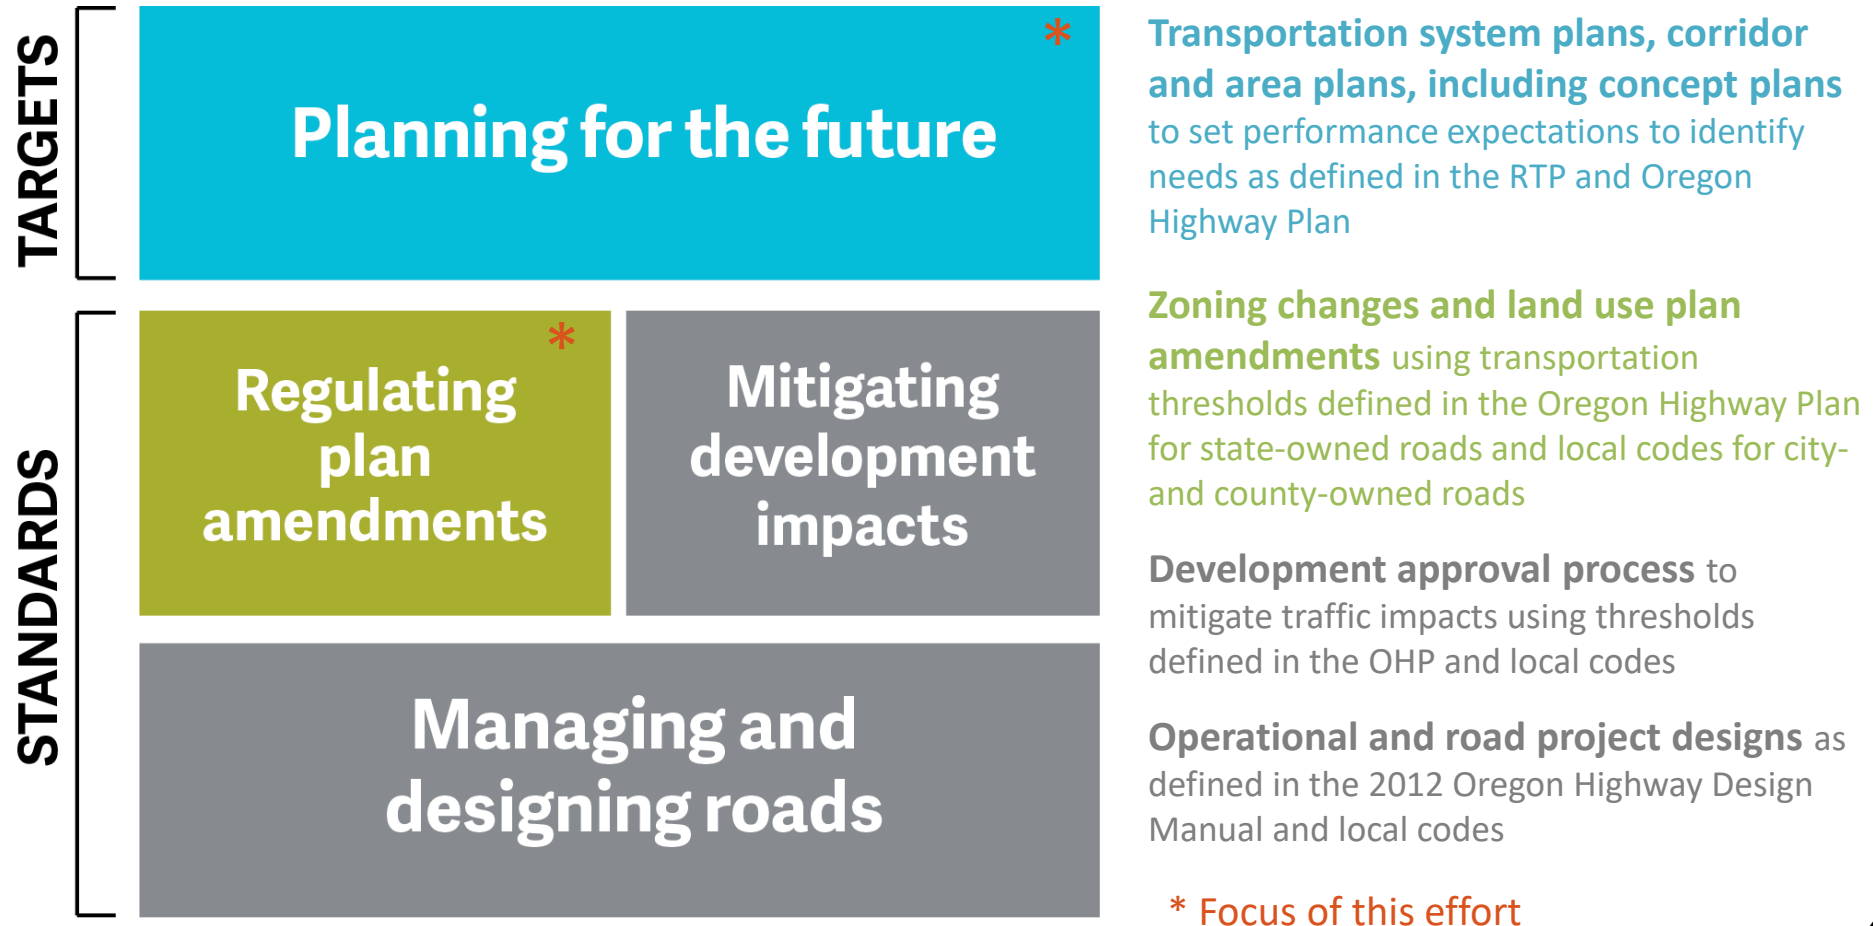 TARGETS
*
Planning for the future
Transportation system plans, corridor
and area plans, including concept plans
to set performance expectations to identify
needs as defined in the RTP and Oregon
Highway Plan
STANDARDS
*
Regulating
plan
amendments
Mitigating
development
impacts
Zoning changes and land use plan
amendments using transportation
thresholds defined in the Oregon Highway Plan
for state-owned roads and local codes for city-
and county-owned roads
Development approval process to
mitigate traffic impacts using thresholds
defined in the OHP and local codes
Managing and
designing roads
Operational and road project designs as
defined in the 2012 Oregon Highway Design
Manual and local codes
* Focus of this effort